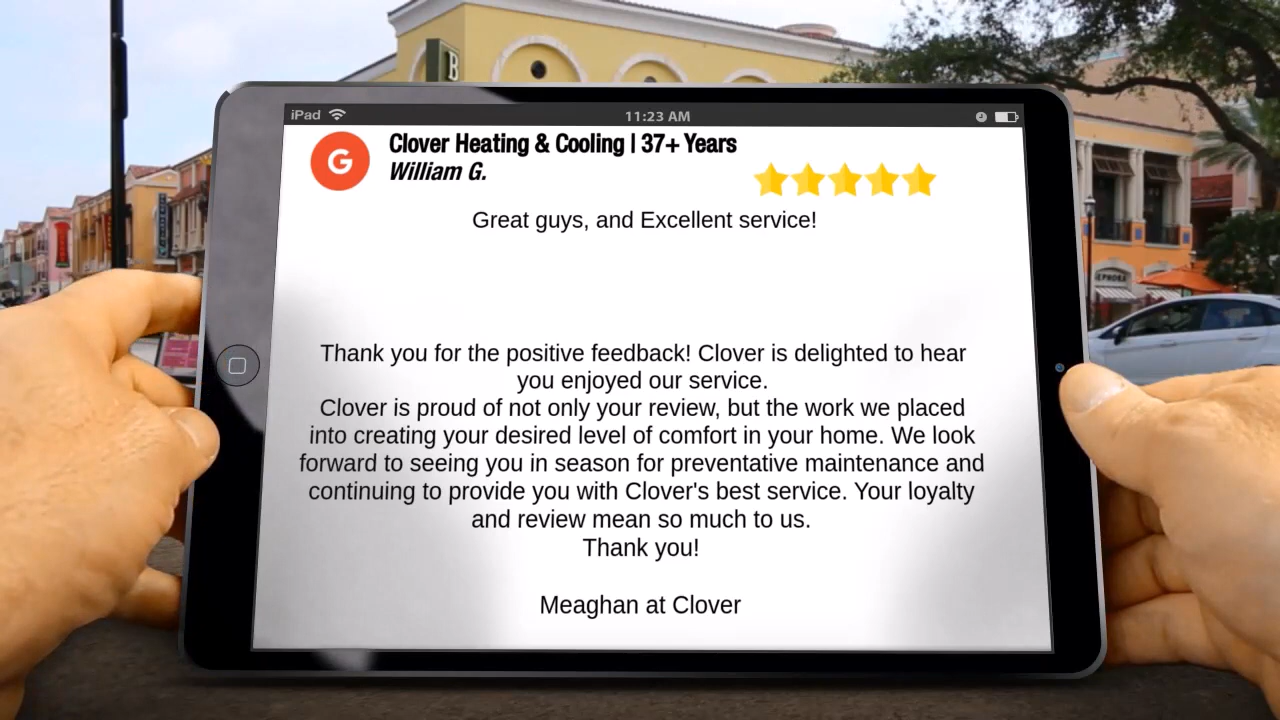 B
iPad 11:23 AM
G
Clover Heating & Cooling | 37+ Years
William G.
Great guys, and Excellent service!
Thank you for the positive feedback! Clover is delighted to hear
you enjoyed our service.
Clover is proud of not only your review, but the work we placed
into creating your desired level of comfort in your home. We look
forward to seeing you in season for preventative maintenance and
continuing to provide you with Clover's best service. Your loyalty
and review mean so much to us.
Thank you!
Meaghan at Clover
SEPHORA